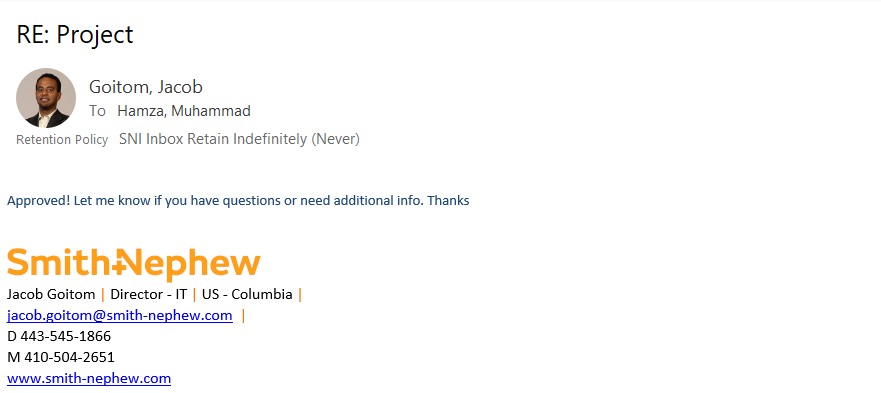 RE: Project
Goitom, Jacob
To Hamza, Muhammad
Retention Policy SNI Inbox Retain Indefinitely (Never)
Approved! Let me know if you have questions or need additional info. Thanks
Smith+Nephew
Jacob Goitom | Director - IT | US - Columbia |
jacob.goitom@smith-nephew.com |
D 443-545-1866
M 410-504-2651
www.smith-nephew.com